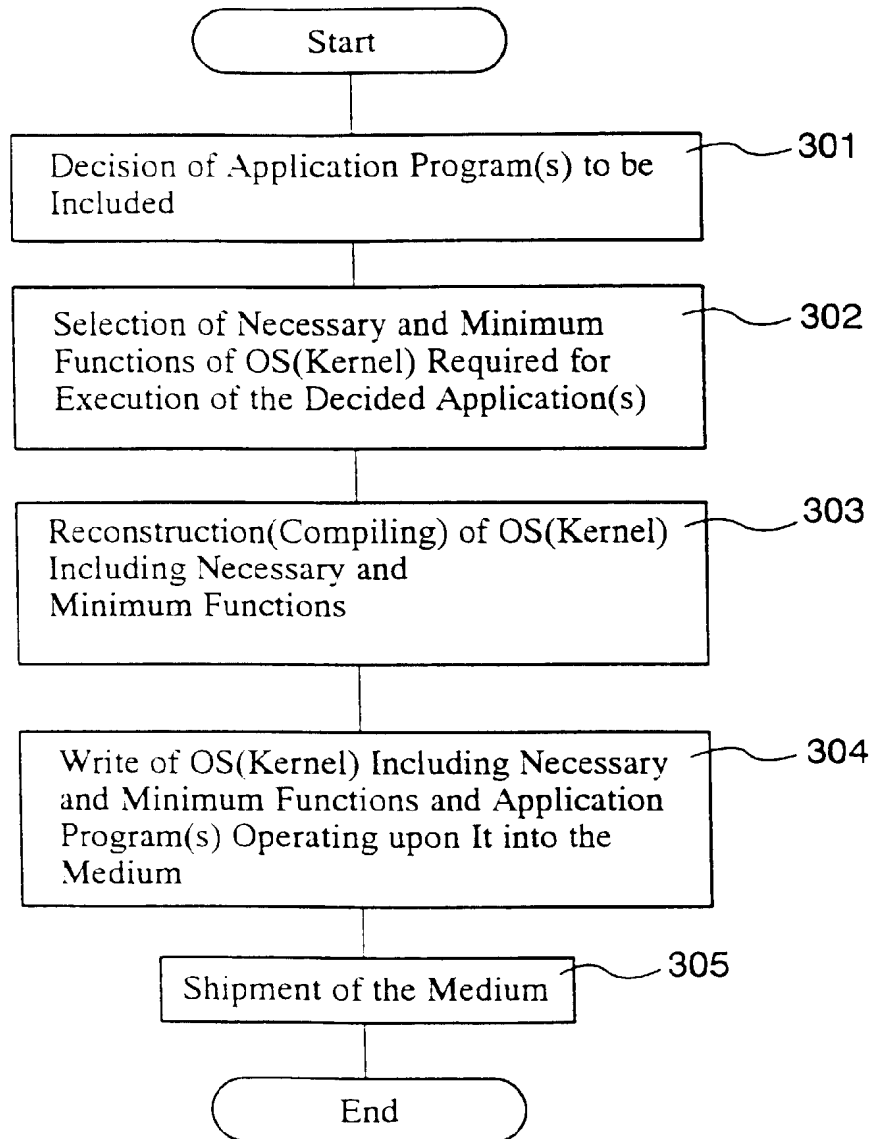 Start
301
Decision of Application Program(s) to be
Included
302
Selection of Necessary and Minimum
Functions of OS(Kernel) Required for
Execution of the Decided Application(s)
303
Reconstruction(Compiling) of OS(Kernel)
Including Necessary and
Minimum Functions
304
Write of OS(Kernel) Including Necessary
and Minimum Functions and Application
Program(s) Operating upon It into the
Medium
305
Shipment of the Medium
End